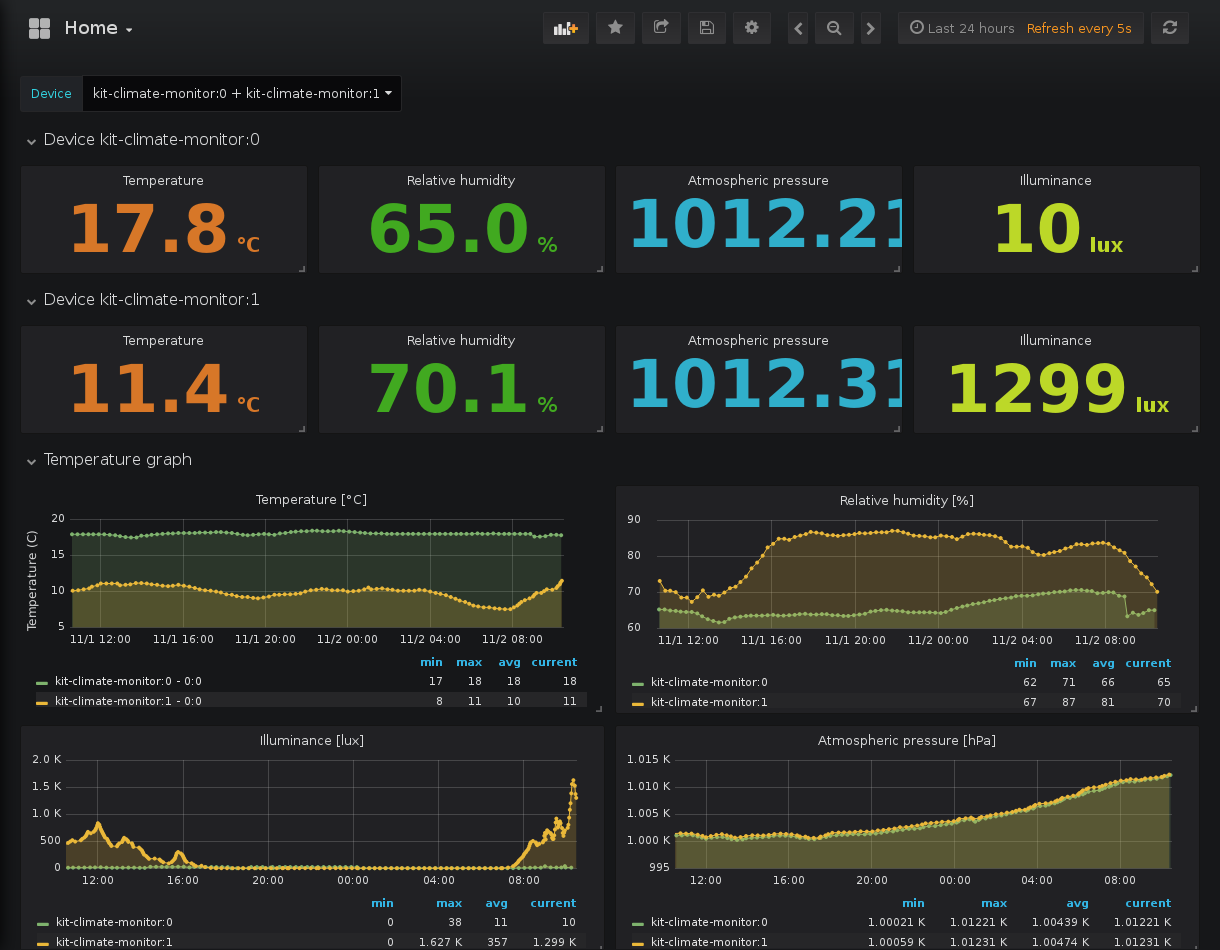 Home
Last 24 hours Refresh every 5s
Device kit-climate-monitor:0 + kit-climate-monitor:1
Device kit-climate-monitor:0
Temperature Relative humidity Atmospheric pressure Illuminance
17.8 °C 65.0 % 1012.21 10 lux
Device kit-climate-monitor:1
Temperature Relative humidity Atmospheric pressure Illuminance
11.4 °C 70.1 % 1012.31 1299 lux
Temperature graph
Temperature [°C]
Temperature (C)
20
15
10
5
11/1 12:00 11/1 16:00 11/1 20:00 11/2 00:00 11/2 04:00 11/2 08:00
min max avg current
kit-climate-monitor:0 - 0:0 17 18 18 18
kit-climate-monitor:1 - 0:0 8 11 10 11
Relative humidity [%]
90
80
70
60
11/1 12:00 11/1 16:00 11/1 20:00 11/2 00:00 11/2 04:00 11/2 08:00
min max avg current
kit-climate-monitor:0 62 71 66 65
kit-climate-monitor:1 67 87 81 70
Illuminance [lux]
2.0 K
1.5 K
1.0 K
500
0
12:00 16:00 20:00 00:00 04:00 08:00
min max avg current
kit-climate-monitor:0 0 38 11 10
kit-climate-monitor:1 0 1.627 K 357 1.299 K
Atmospheric pressure [hPa]
1.015 K
1.010 K
1.005 K
1.000 K
995
12:00 16:00 20:00 00:00 04:00 08:00
min max avg current
kit-climate-monitor:0 1.00021 K 1.01221 K 1.00439 K 1.01221 K
kit-climate-monitor:1 1.00059 K 1.01231 K 1.00474 K 1.01231 K